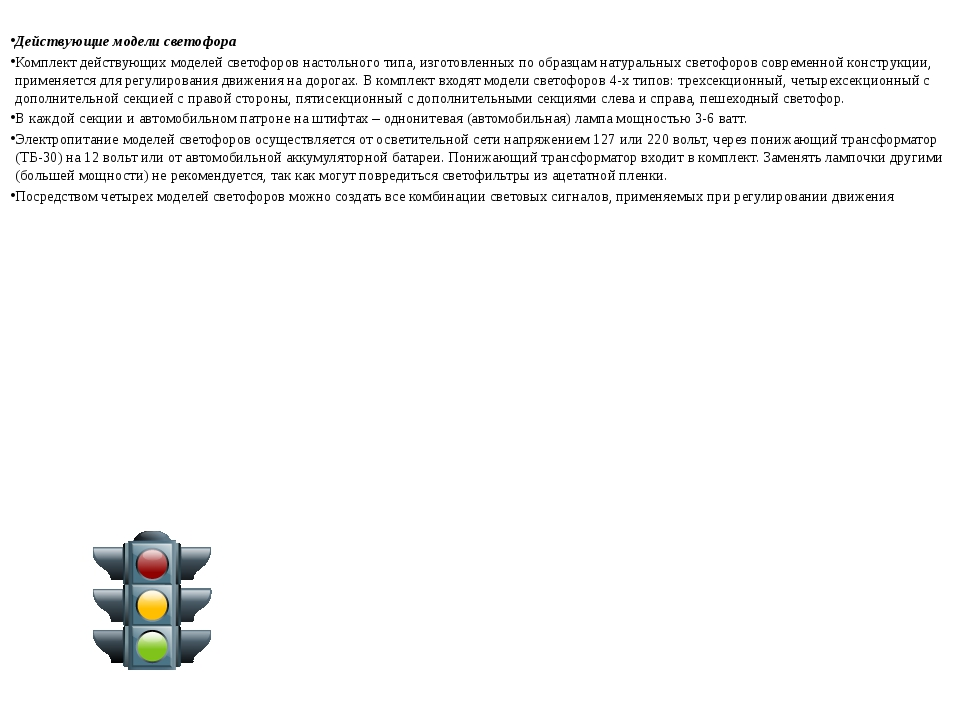 •Действующие модели светофора
•Комплект действующих моделей светофоров настольного типа, изготовленных по образцам натуральных светофоров современной конструкции,
применяется для регулирования движения на дорогах. В комплект входят модели светофоров 4-х типов: трехсекционный, четырехсекционный с
дополнительной секцией с правой стороны, пятисекционный с дополнительными секциями слева и справа, пешеходный светофор.
•В каждой секции и автомобильном патроне на штифтах – однонитевая (автомобильная) лампа мощностью 3-6 ватт.
•Электропитание моделей светофоров осуществляется от осветительной сети напряжением 127 или 220 вольт, через понижающий трансформатор
(ТБ-30) на 12 вольт или от автомобильной аккумуляторной батареи. Понижающий трансформатор входит в комплект. Заменять лампочки другими
(большей мощности) не рекомендуется, так как могут повредиться светофильтры из ацетатной пленки.
•Посредством четырех моделей светофоров можно создать все комбинации световых сигналов, применяемых при регулировании движения